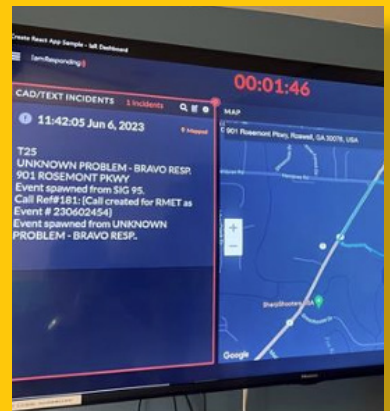 Create React App Sample - IaR Dashboard
IamResponding
00:01:46
CAD/TEXT INCIDENTS 1 Incidents
11:42:05 Jun 6, 2023
T25
UNKNOWN PROBLEM - BRAVO RESP.
901 ROSEMONT PKWY
Event spawned from SIG 95.
Call Ref#181: [Call created for RMET as
Event # 230602454)
Event spawned from UNKNOWN
PROBLEM - BRAVO RESP..
MAP
901 Rosemont Pkwy, Roswell, GA 30076, USA
+
−
SharpShooters USA
Google
Hisense